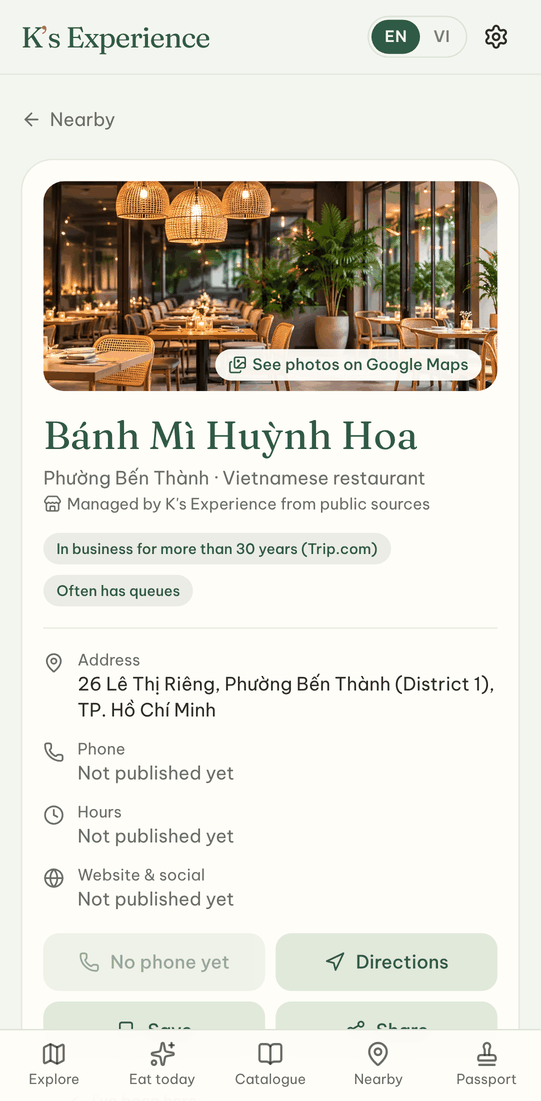 K's Experience
EN VI
Nearby
See photos on Google Maps
Bánh Mì Huỳnh Hoa
Phường Bến Thành · Vietnamese restaurant
Managed by K's Experience from public sources
In business for more than 30 years (Trip.com)
Often has queues
Address
26 Lê Thị Riêng, Phường Bến Thành (District 1),
TP. Hồ Chí Minh
Phone
Not published yet
Hours
Not published yet
Website & social
Not published yet
No phone yet Directions
Save Share
Explore Eat today Catalogue Nearby Passport